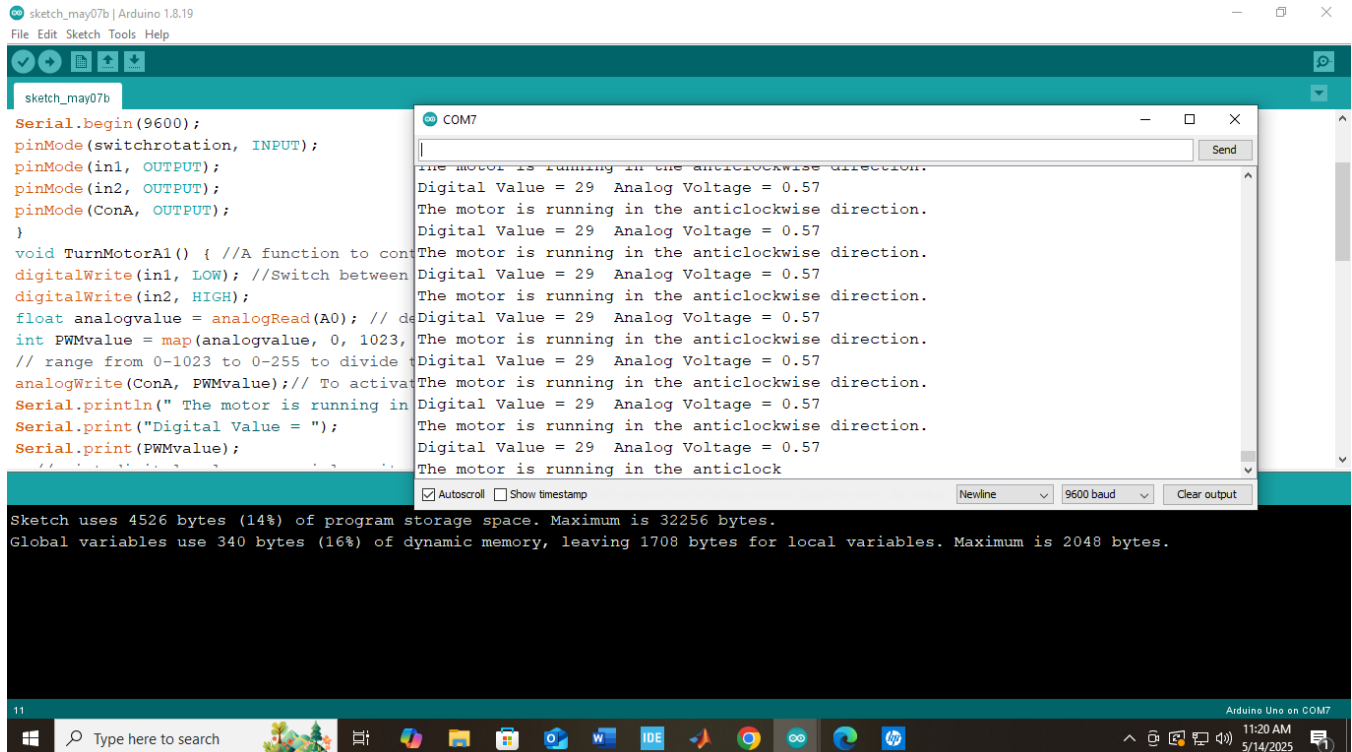 sketch_may07b | Arduino 1.8.19
File Edit Sketch Tools Help
sketch_may07b
Serial.begin(9600);
pinMode(switchrotation, INPUT);
pinMode(in1, OUTPUT);
pinMode(in2, OUTPUT);
pinMode(ConA, OUTPUT);
}
void TurnMotorA1() { //A function to cont
digitalWrite(in1, LOW); //Switch between
digitalWrite(in2, HIGH);
float analogvalue = analogRead(A0); // de
int PWMvalue = map(analogvalue, 0, 1023,
// range from 0-1023 to 0-255 to divide t
analogWrite(ConA, PWMvalue);// To activat
Serial.println(" The motor is running in
Serial.print("Digital Value = ");
Serial.print(PWMvalue);
COM7
Send
The motor is running in the anticlockwise direction.
Digital Value = 29  Analog Voltage = 0.57
The motor is running in the anticlockwise direction.
Digital Value = 29  Analog Voltage = 0.57
The motor is running in the anticlockwise direction.
Digital Value = 29  Analog Voltage = 0.57
The motor is running in the anticlockwise direction.
Digital Value = 29  Analog Voltage = 0.57
The motor is running in the anticlockwise direction.
Digital Value = 29  Analog Voltage = 0.57
The motor is running in the anticlockwise direction.
Digital Value = 29  Analog Voltage = 0.57
The motor is running in the anticlockwise direction.
Digital Value = 29  Analog Voltage = 0.57
The motor is running in the anticlock
Autoscroll Show timestamp Newline 9600 baud Clear output
Sketch uses 4526 bytes (14%) of program storage space. Maximum is 32256 bytes.
Global variables use 340 bytes (16%) of dynamic memory, leaving 1708 bytes for local variables. Maximum is 2048 bytes.
11 Arduino Uno on COM7
Type here to search
W
IDE
hp
11:20 AM
5/14/2025